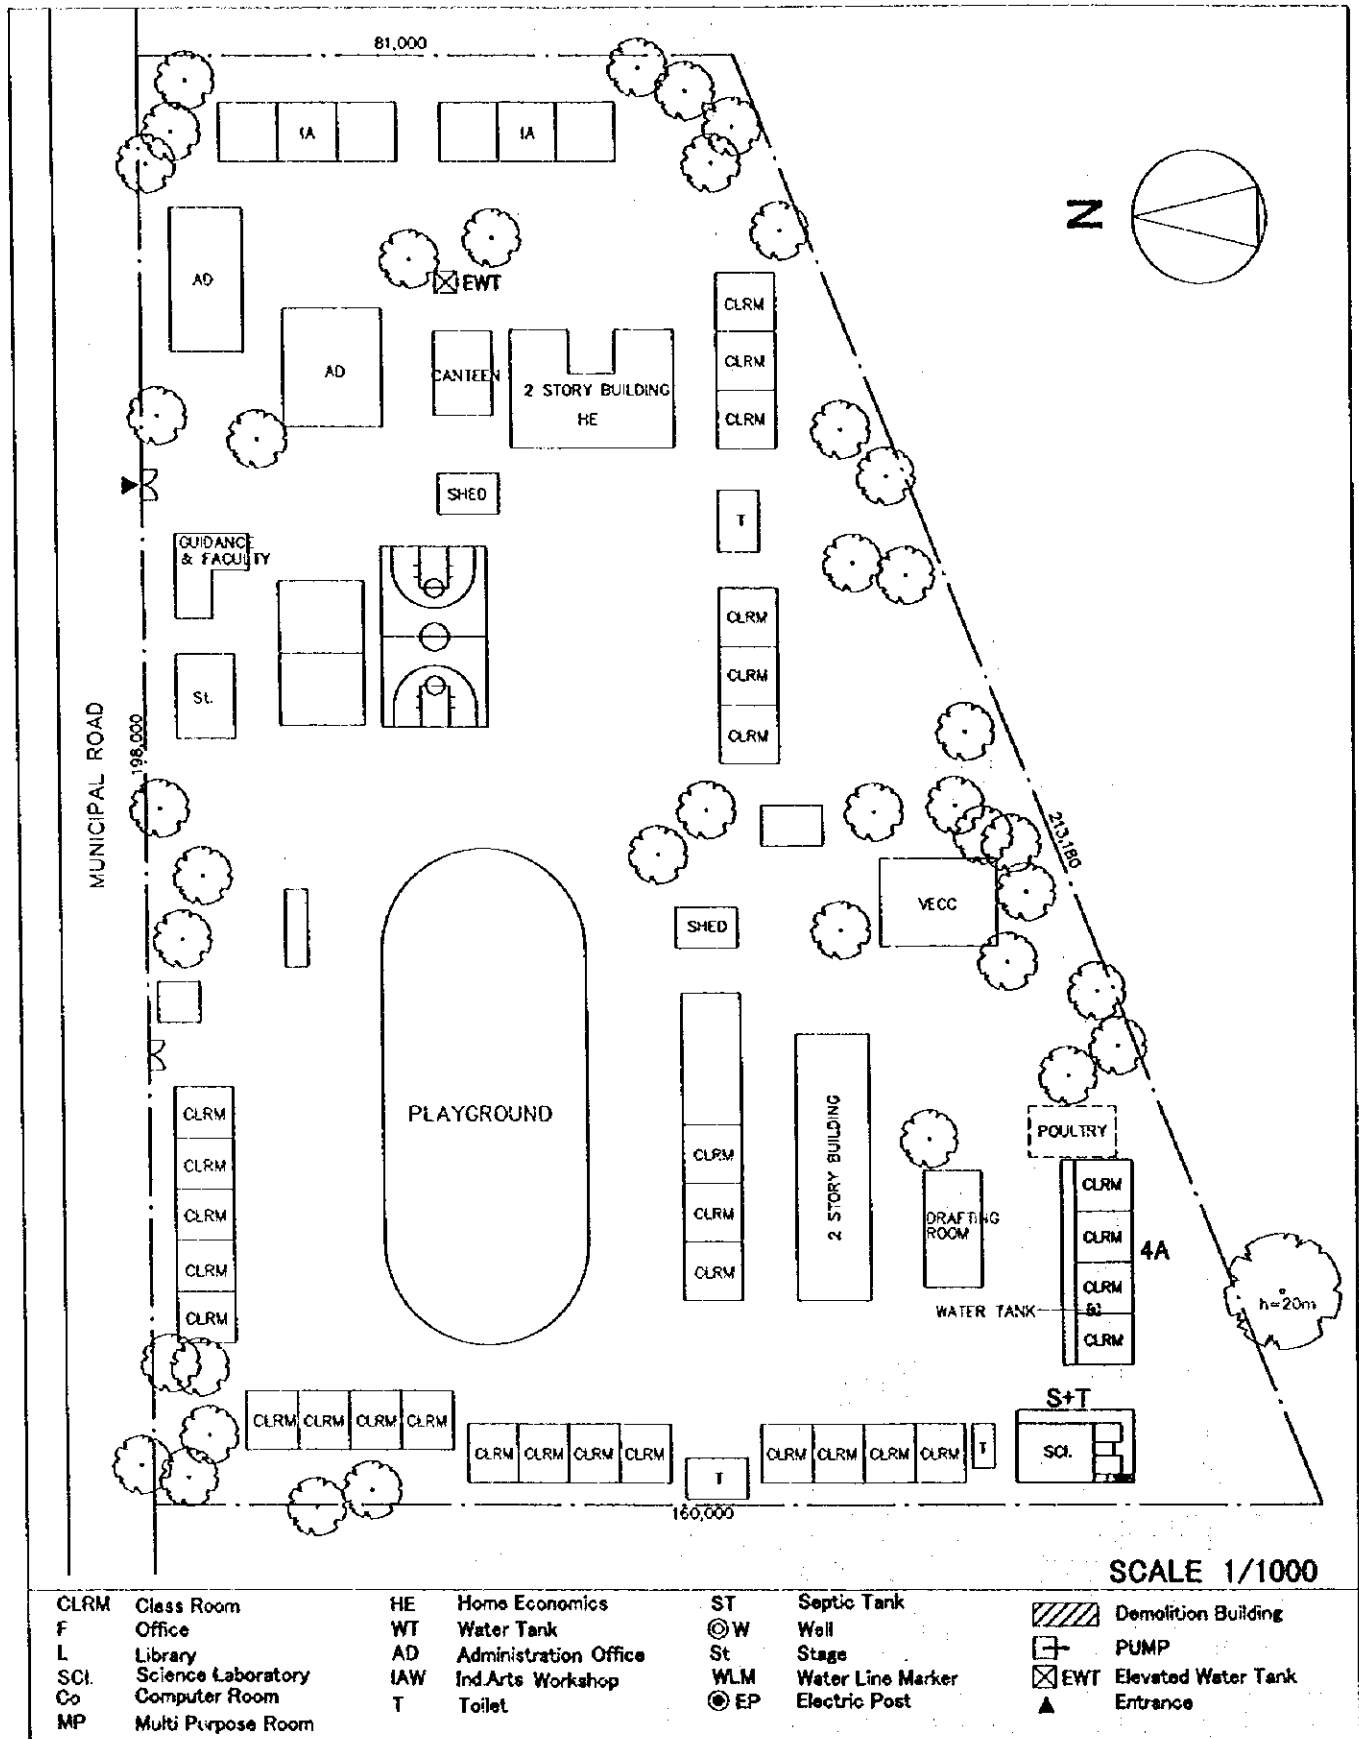 81,000
IA
IA
N
AD
EWT
CLRM
AD
CANTEEN
2 STORY BUILDING
HE
CLRM
CLRM
SHED
T
GUIDANCE
& FACULTY
CLRM
CLRM
St.
CLRM
MUNICIPAL ROAD
198,000
213,180
VECC
SHED
PLAYGROUND
CLRM
CLRM
CLRM
CLRM
CLRM
CLRM
CLRM
CLRM
2 STORY BUILDING
POULTRY
DRAFTING
ROOM
CLRM
CLRM
CLRM
CLRM
4A
WATER TANK
h=20m
S+T
CLRM CLRM CLRM CLRM
CLRM CLRM CLRM CLRM
T
CLRM CLRM CLRM CLRM
T
SCI.
160,000
SCALE 1/1000
CLRM Class Room
F Office
L Library
SCI. Science Laboratory
Co Computer Room
MP Multi Purpose Room
HE Home Economics
WT Water Tank
AD Administration Office
IAW Ind.Arts Workshop
T Toilet
ST Septic Tank
W Well
St Stage
WLM Water Line Marker
EP Electric Post
Demolition Building
PUMP
EWT Elevated Water Tank
Entrance